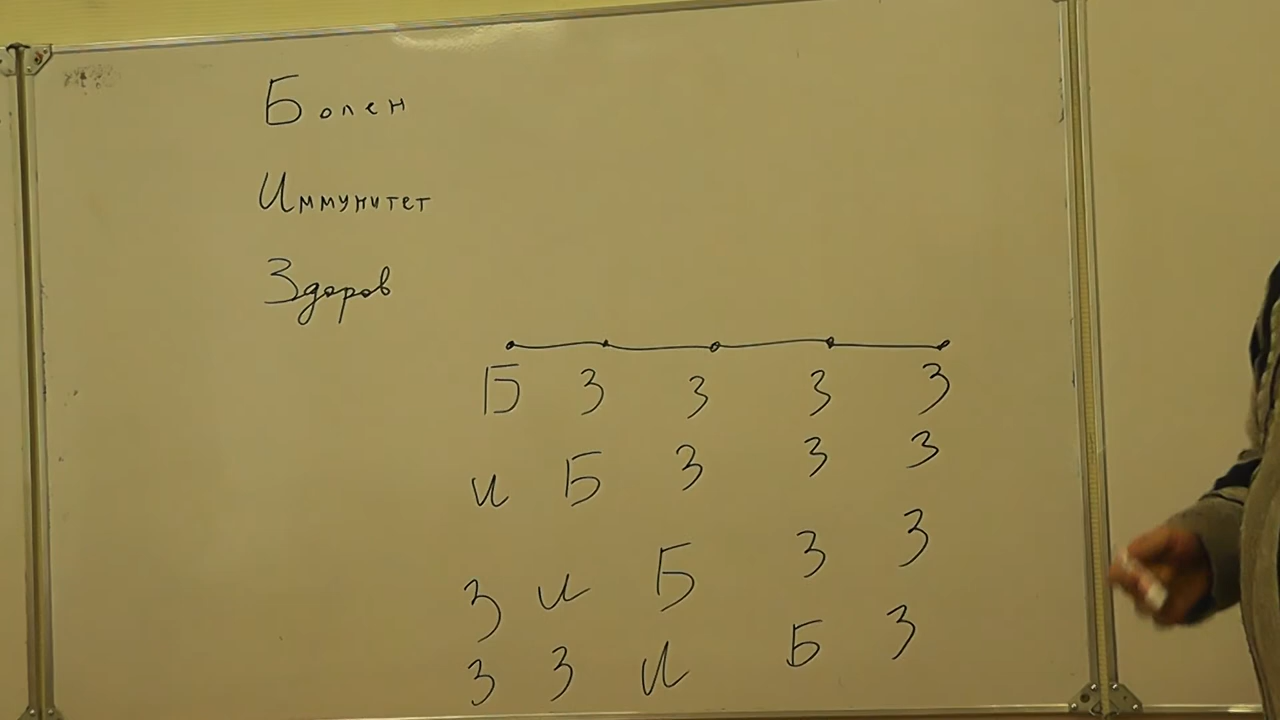 Болен
Иммунитет
Здоров
Б З З З З
И Б З З З
З И Б З З
З З И Б З